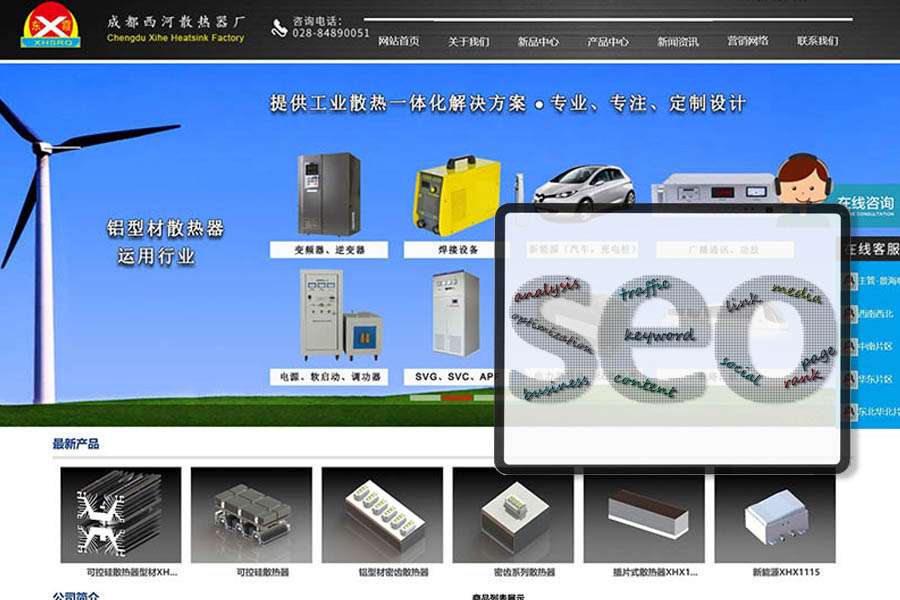 成都西河散热器厂
Chengdu Xihe Heatsink Factory
XHSRQ
咨询电话：
028-84890051
网站首页 关于我们 新品中心 产品中心 新闻资讯 营销网络 联系我们
提供工业散热一体化解决方案 ● 专业、专注、定制设计
铝型材散热器
运用行业
变频器、逆变器
焊接设备
新能源（汽车，充电桩）
广播通讯、功放
电源、软启动、调功器
SVG、SVC、APF
在线咨询
CONSULTATION
在线客服
西南西北
中南片区
华东片区
东北华北片
seo
analysis
traffic
link
media
optimization
keyword
page
social
rank
business
content
最新产品
可控硅散热器型材XH...
可控硅散热器
铝型材密齿散热器
密齿系列散热器
插片式散热器XHX1...
新能源XHX1115
公司简介
商品列表展示